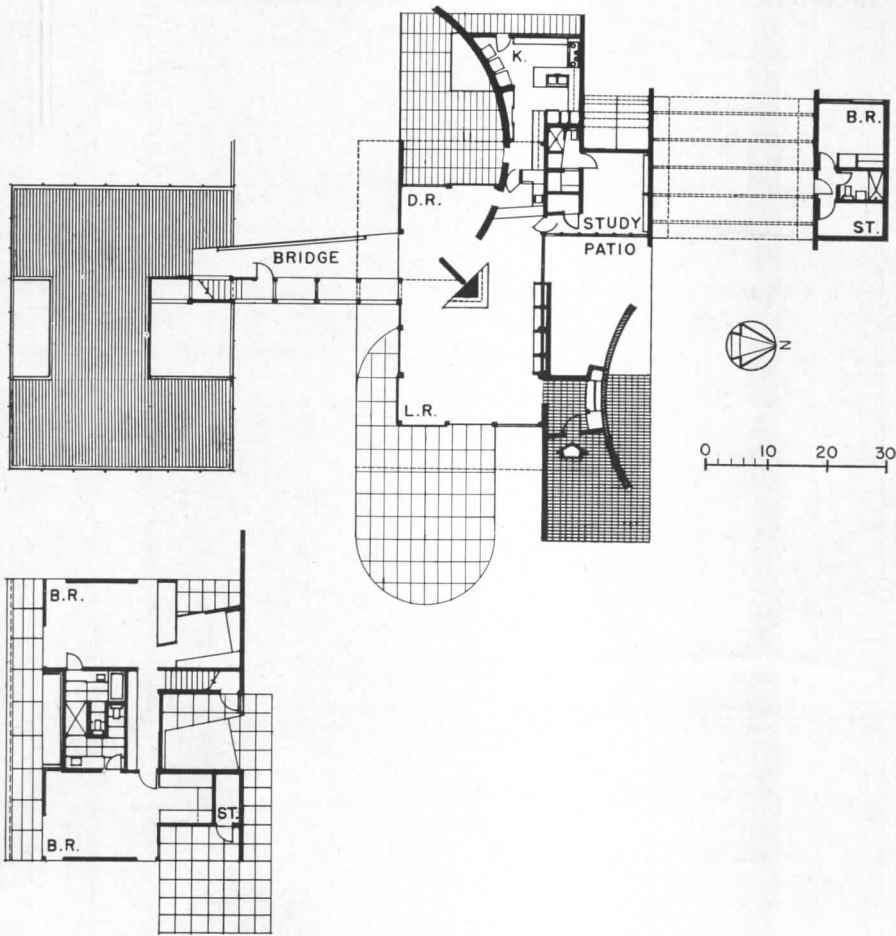 K.
B.R.
D.R.
STUDY
ST.
BRIDGE
PATIO
N
L.R.
0 10 20 30
B.R.
ST.
B.R.